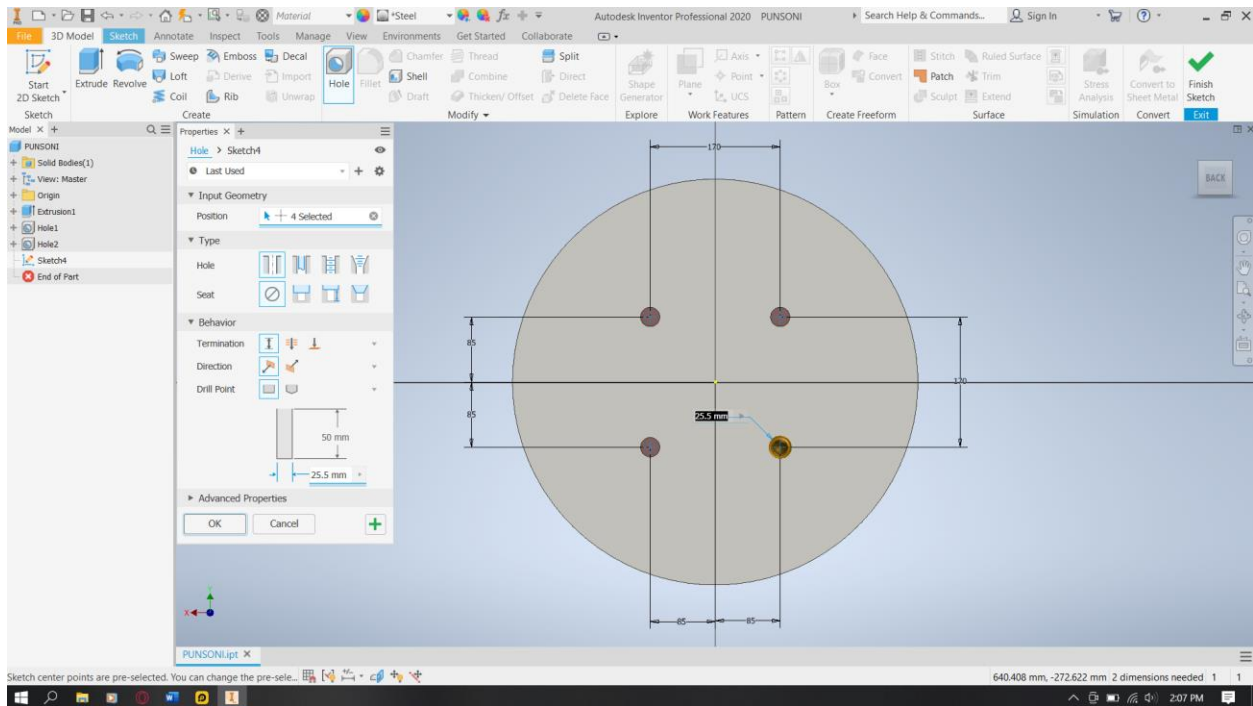 Material
*Steel
Autodesk Inventor Professional 2020 PUNSONI
Search Help & Commands...
Sign In
File 3D Model Sketch Annotate Inspect Tools Manage View Environments Get Started Collaborate
Start
2D Sketch
Extrude Revolve
Sweep Emboss Decal
Loft Derive Import
Coil Rib Unwrap
Hole Fillet
Chamfer Thread Split
Shell Combine Direct
Draft Thicken/ Offset Delete Face
Shape
Generator
Plane
Axis
Point
UCS
Box
Face
Convert
Stitch Ruled Surface
Patch Trim
Sculpt Extend
Stress
Analysis
Convert to
Sheet Metal
Finish
Sketch
Sketch Create Modify Explore Work Features Pattern Create Freeform Surface Simulation Convert Exit
Model × +
PUNSONI
Solid Bodies(1)
View: Master
Origin
Extrusion1
Hole1
Hole2
Sketch4
End of Part
Properties × +
Hole > Sketch4
Last Used
Input Geometry
Position 4 Selected
Type
Hole
Seat
Behavior
Termination
Direction
Drill Point
50 mm
25.5 mm
Advanced Properties
OK Cancel
170
BACK
85
170
85
25.5 mm
85 85
Y
X
PUNSONI.ipt ×
Sketch center points are pre-selected. You can change the pre-sele...
640.408 mm, -272.622 mm 2 dimensions needed 1 1
2:07 PM